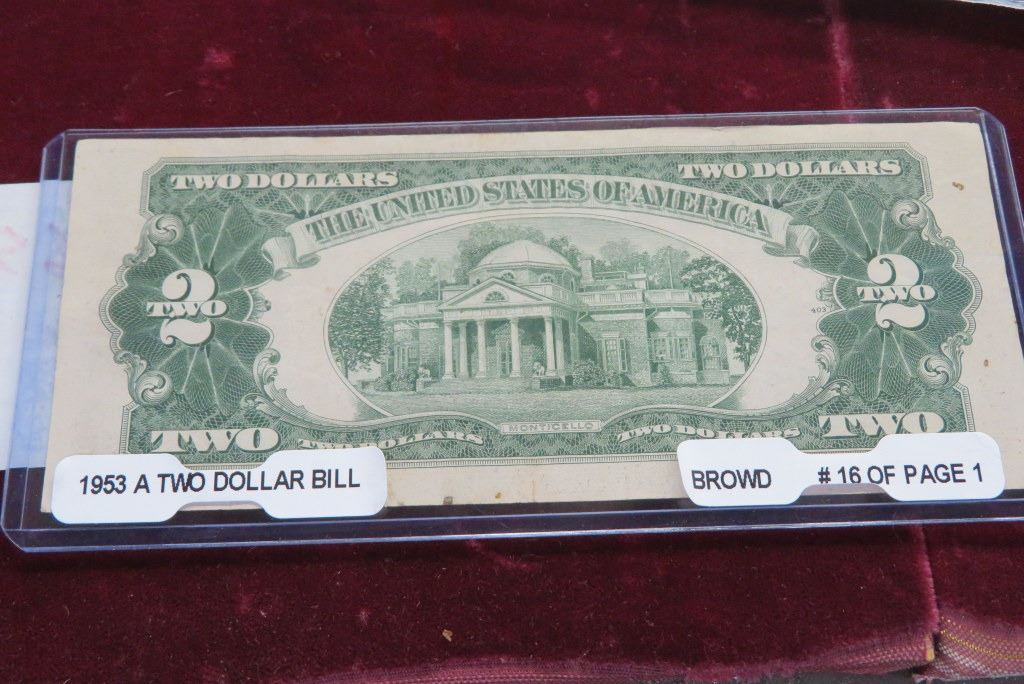 TWO DOLLARS TWO DOLLARS
THE UNITED STATES OF AMERICA
2 TWO
2 TWO
403
MONTICELLO
TWO TWO DOLLARS TWO DOLLARS TWO
1953 A TWO DOLLAR BILL
BROWD # 16 OF PAGE 1